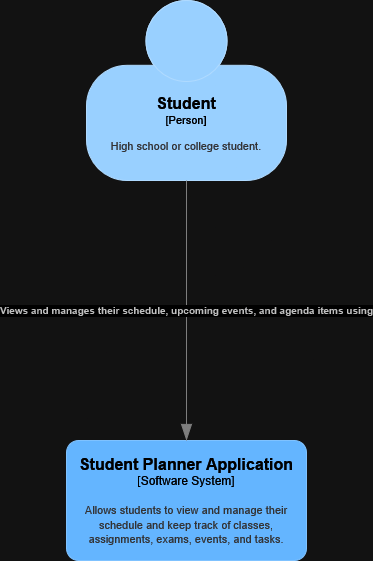 Student
[Person]
High school or college student.
Views and manages their schedule, upcoming events, and agenda items using
Student Planner Application
[Software System]
Allows students to view and manage their
schedule and keep track of classes,
assignments, exams, events, and tasks.